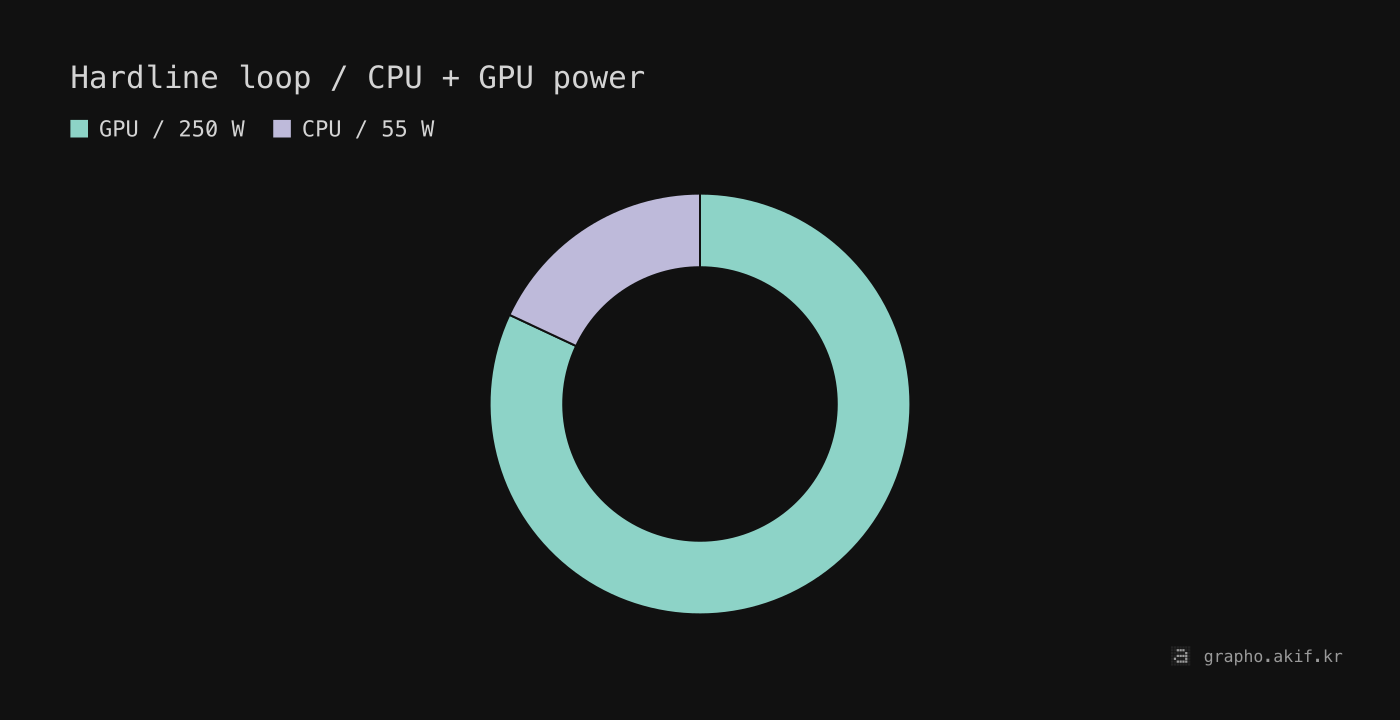 Hardline loop / CPU + GPU power
GPU / 250 W CPU / 55 W
grapho.akif.kr